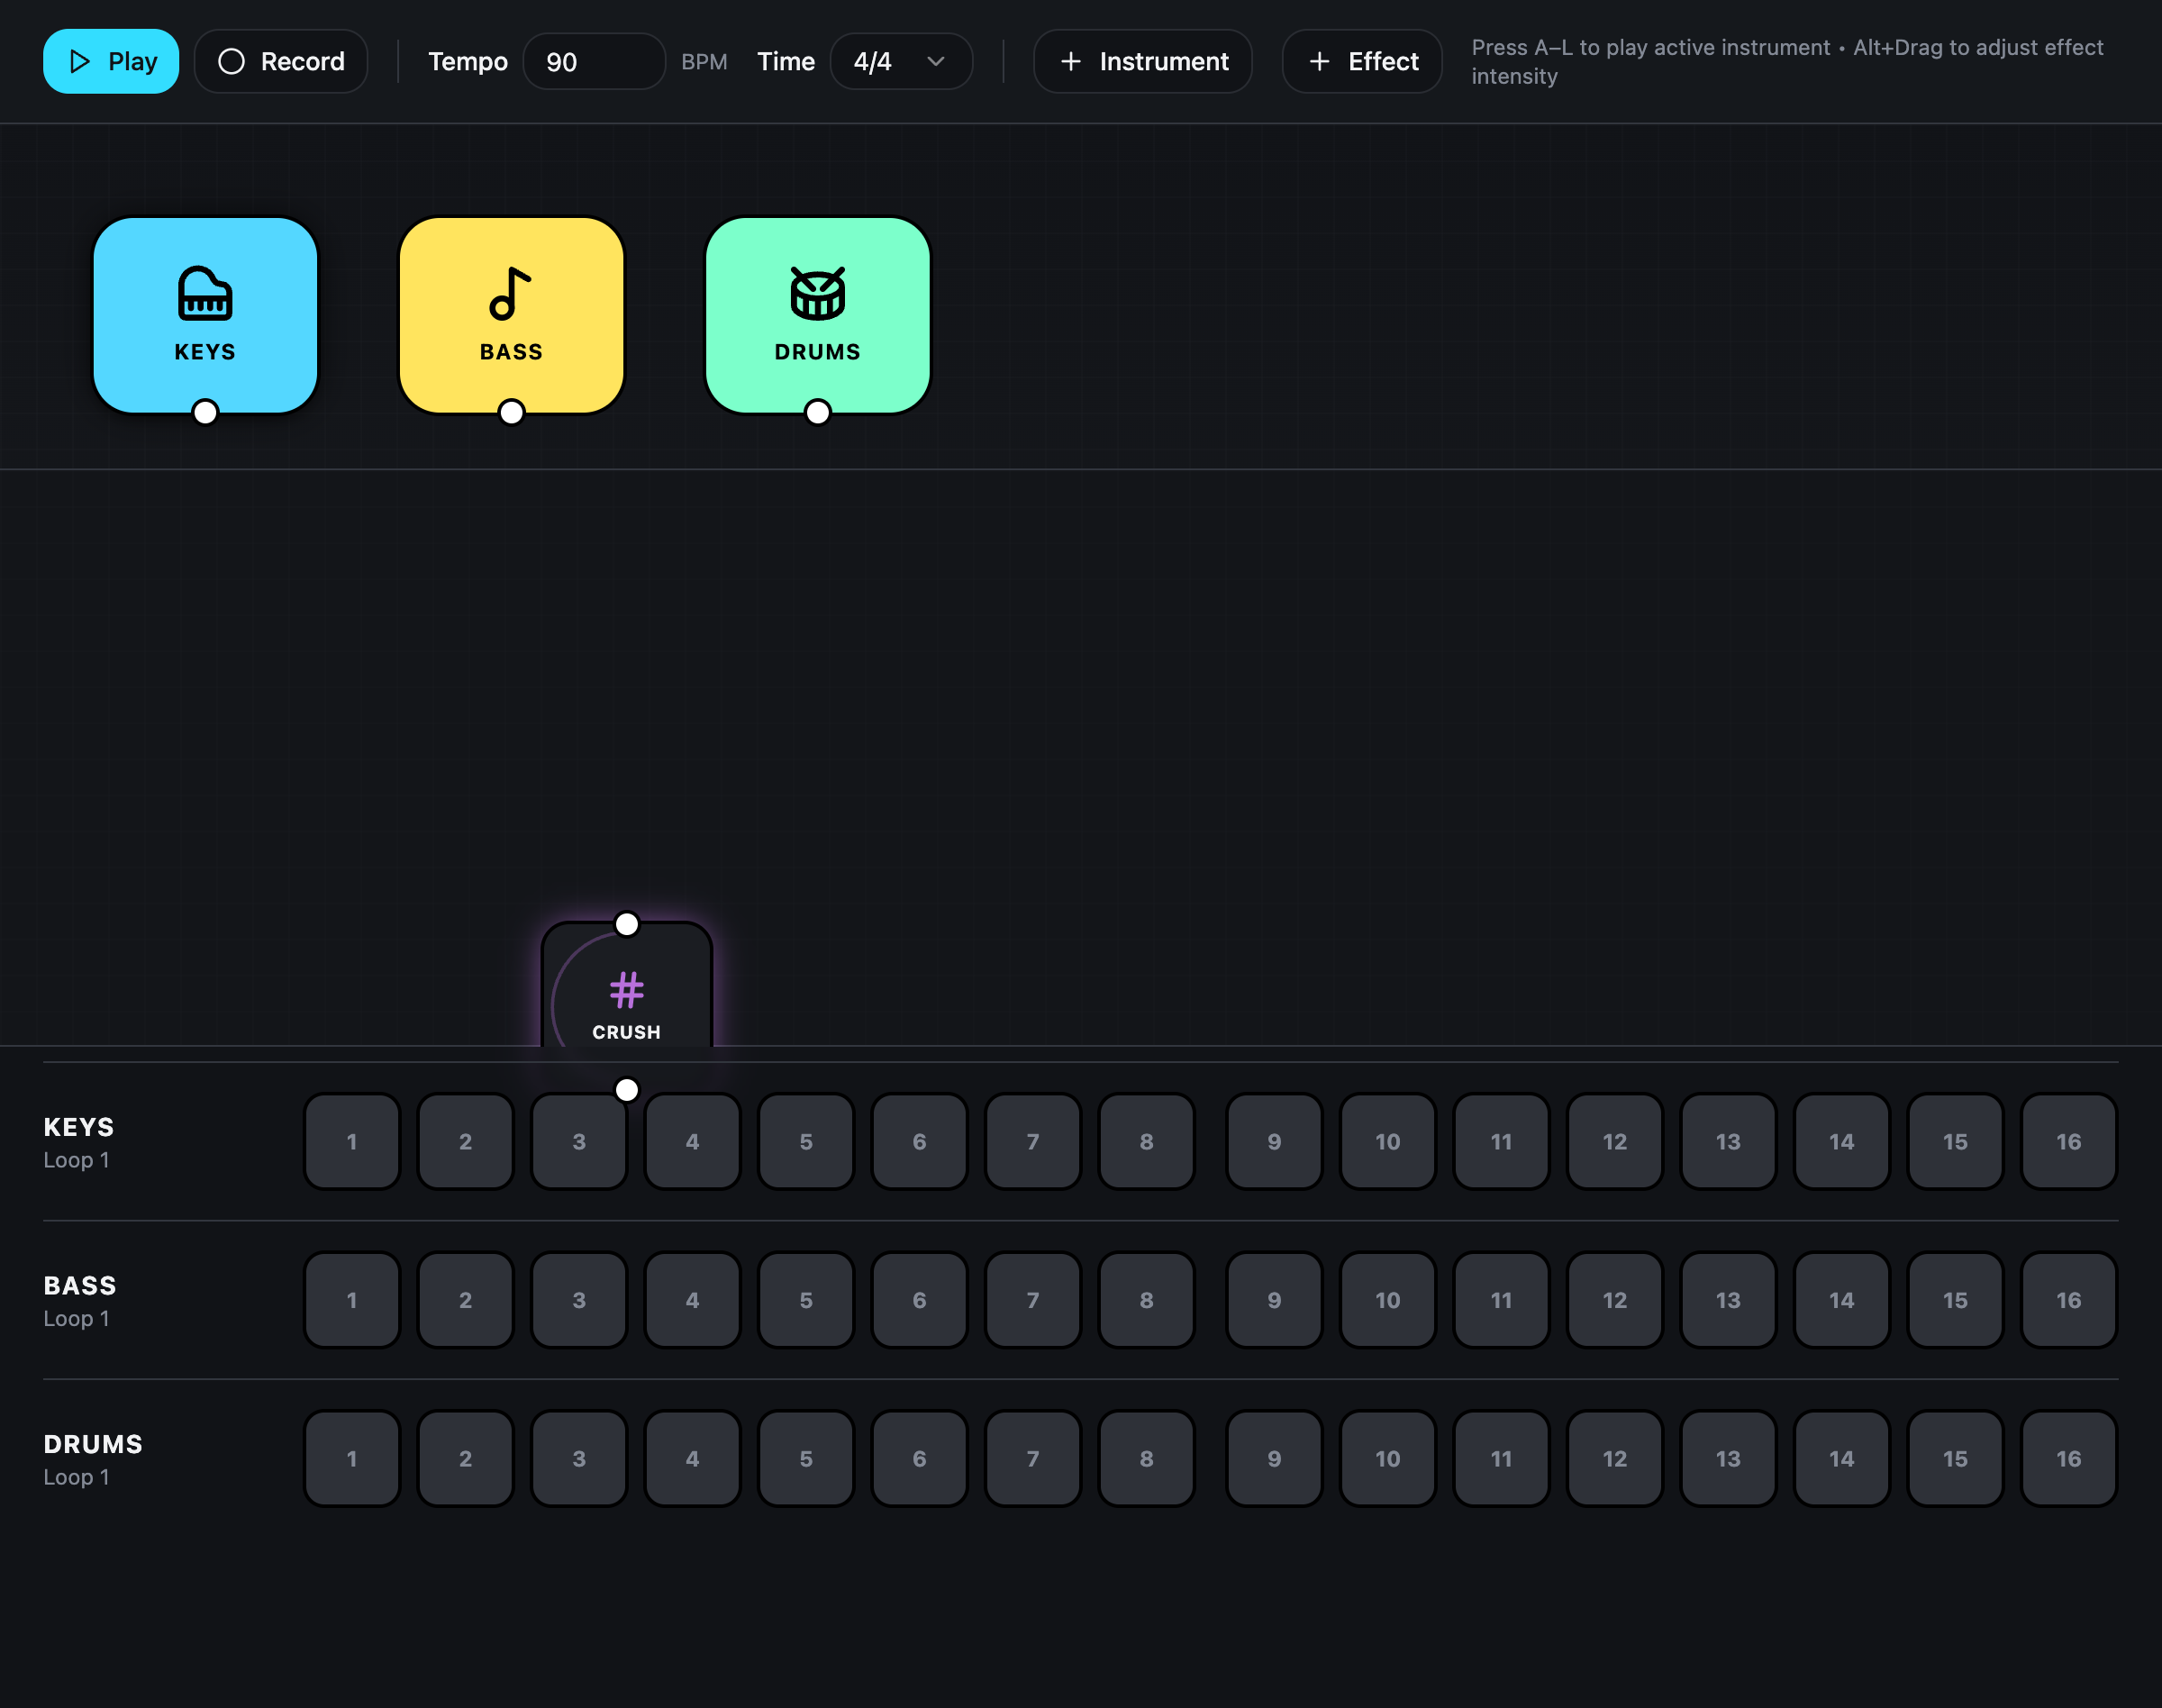 Play
Record
Tempo
90
BPM
Time
4/4
Instrument
Effect
Press A–L to play active instrument • Alt+Drag to adjust effect
intensity
KEYS
BASS
DRUMS
CRUSH
KEYS
Loop 1
1 2 3 4 5 6 7 8 9 10 11 12 13 14 15 16
BASS
Loop 1
1 2 3 4 5 6 7 8 9 10 11 12 13 14 15 16
DRUMS
Loop 1
1 2 3 4 5 6 7 8 9 10 11 12 13 14 15 16